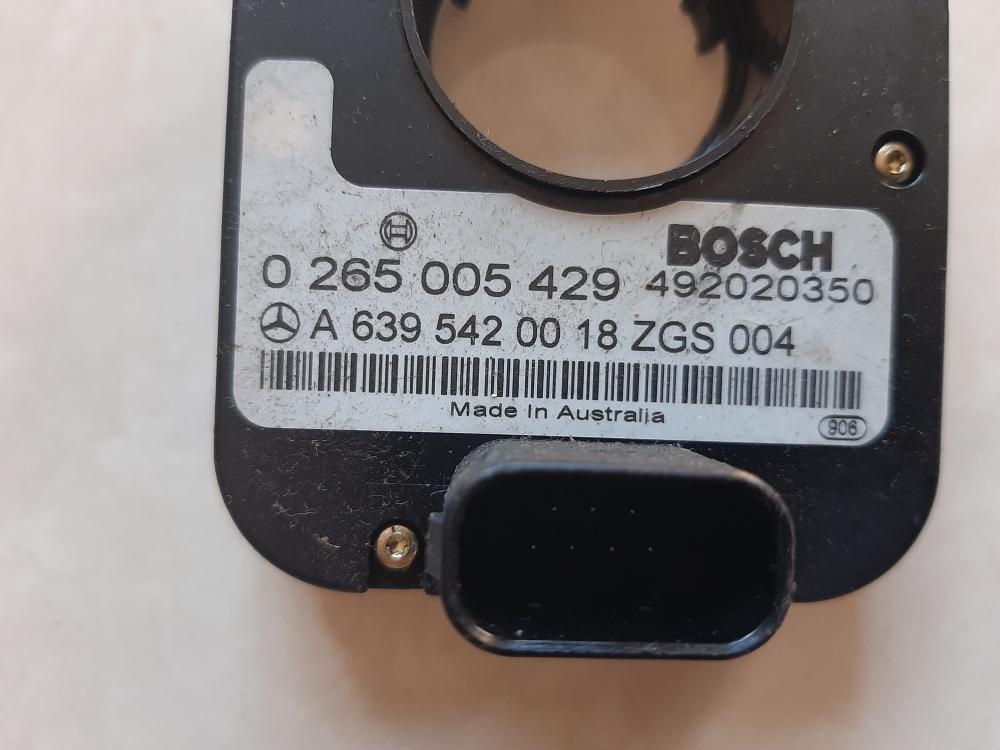 BOSCH
0 265 005 429 492020350
A 639 542 00 18 ZGS 004
Made In Australia
906